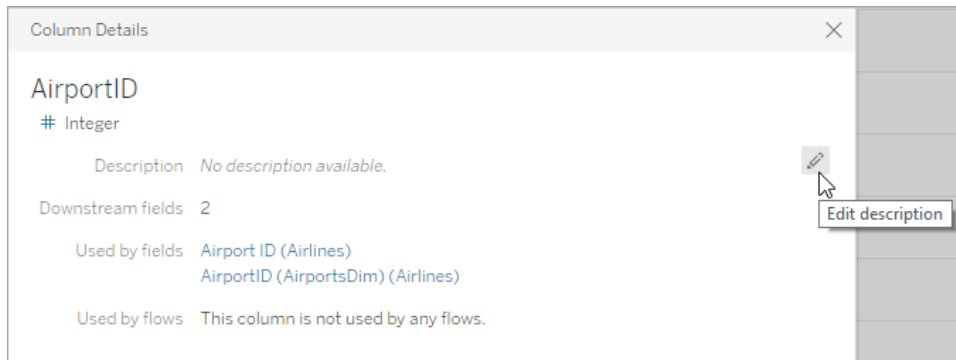 Column Details
AirportID
# Integer
Description No description available.
Edit description
Downstream fields 2
Used by fields Airport ID (Airlines)
AirportID (AirportsDim) (Airlines)
Used by flows This column is not used by any flows.